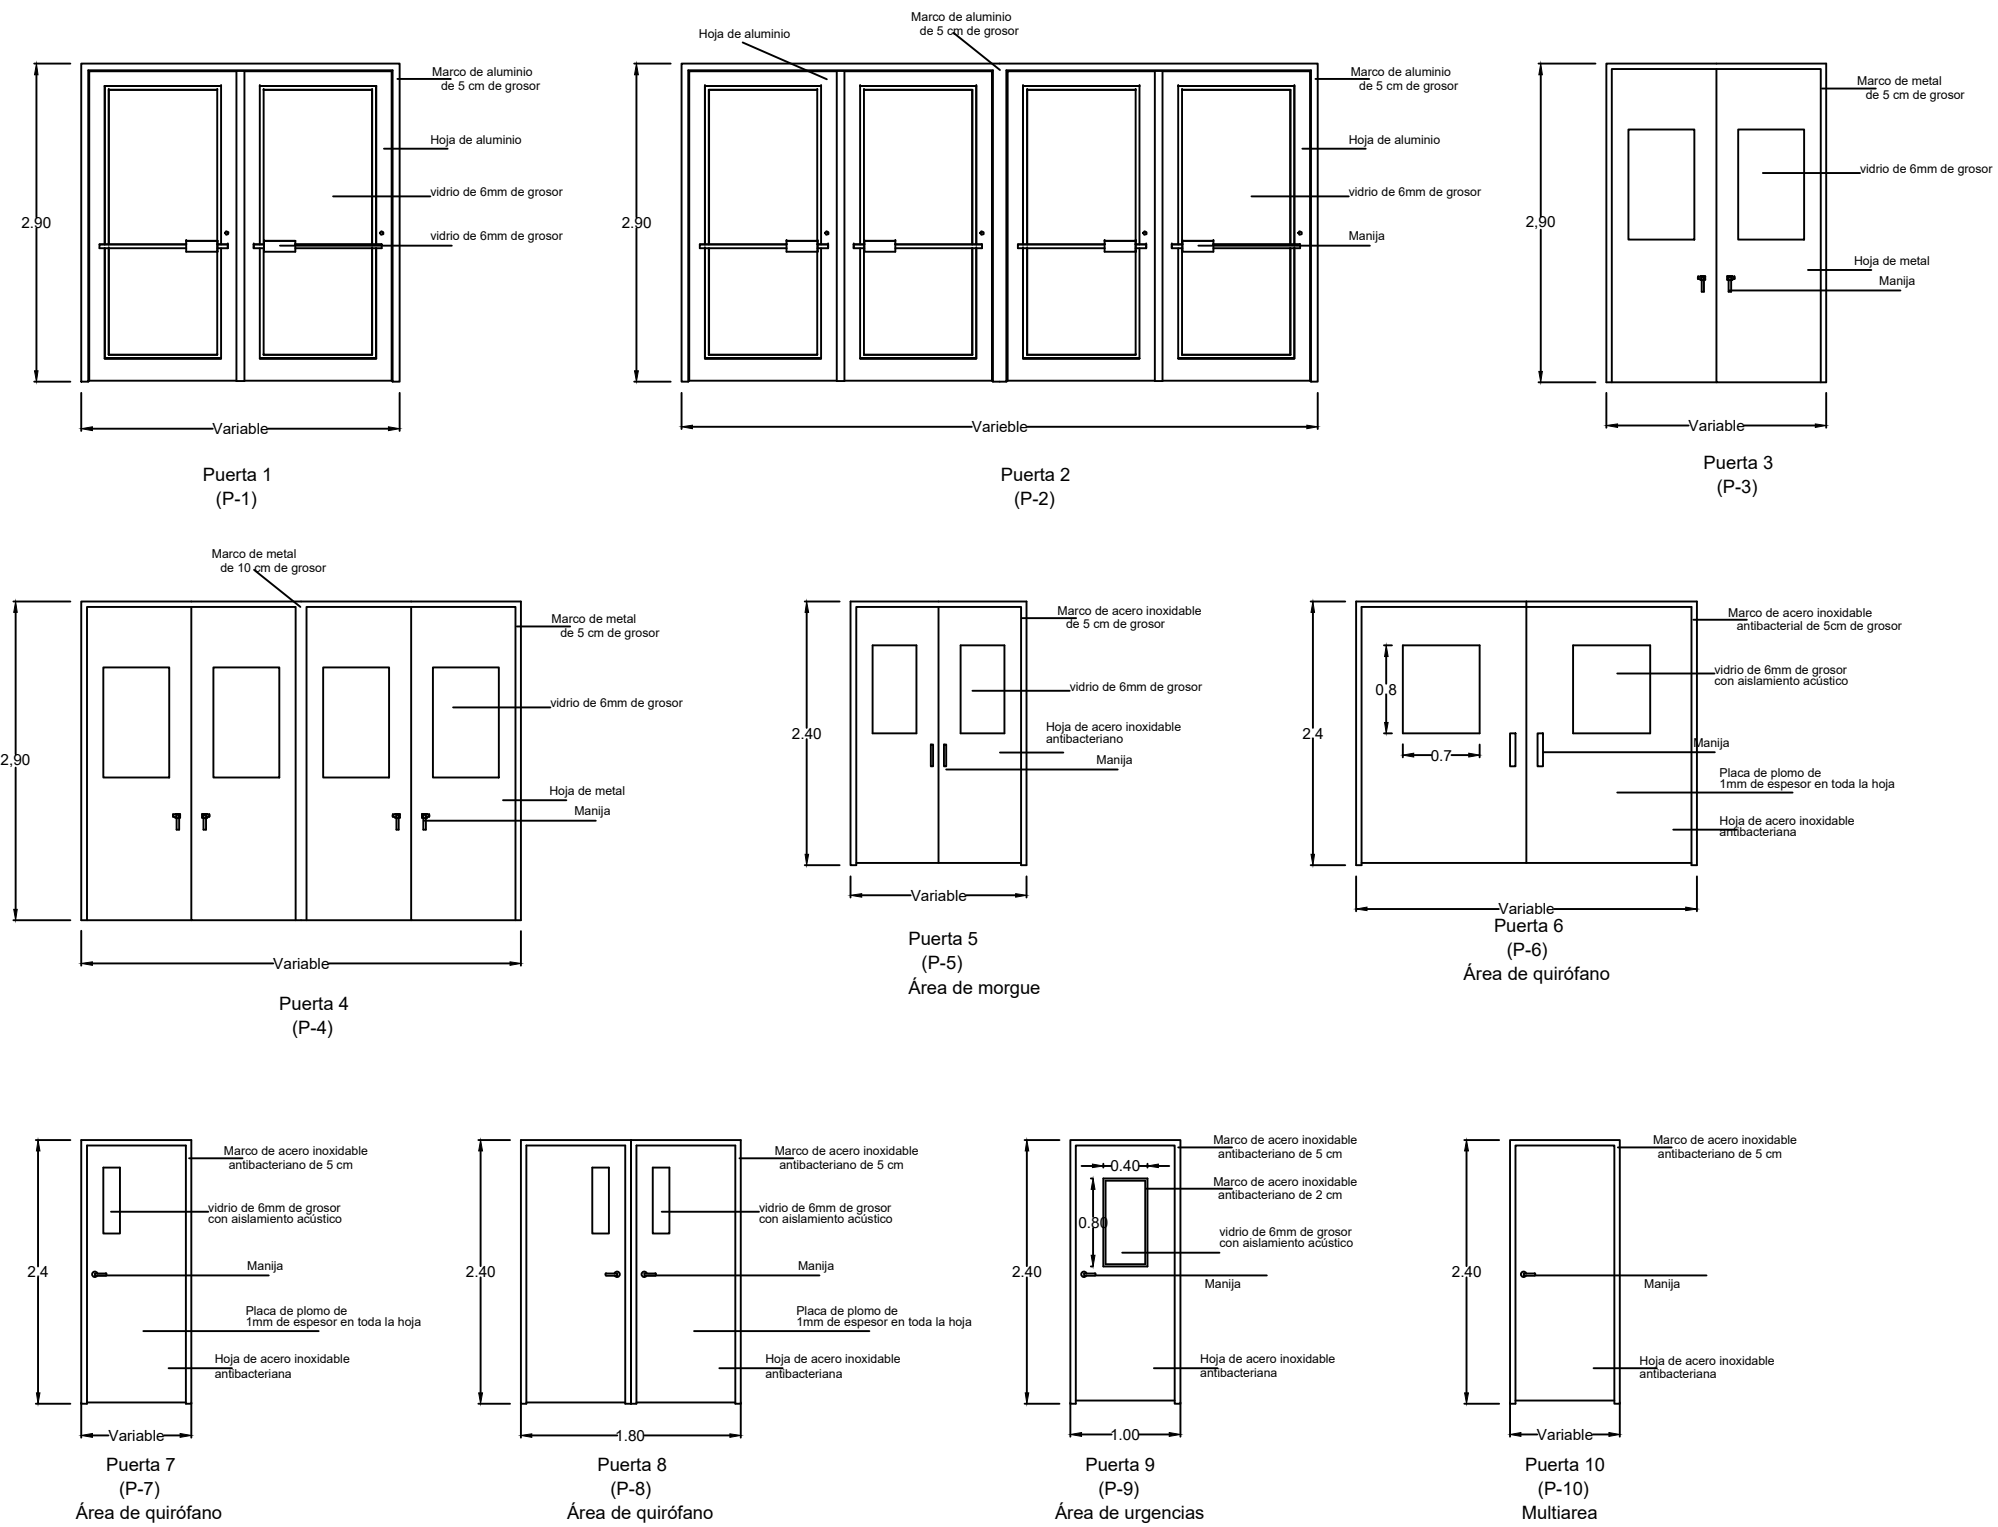 Marco de aluminio
de 5 cm de grosor
Hoja de aluminio
vidrio de 6mm de grosor
vidrio de 6mm de grosor
2.90
Variable
Puerta 1
(P-1)
Hoja de aluminio
Marco de aluminio
de 5 cm de grosor
Marco de aluminio
de 5 cm de grosor
Hoja de aluminio
vidrio de 6mm de grosor
Manija
2.90
Varieble
Puerta 2
(P-2)
Marco de metal
de 5 cm de grosor
vidrio de 6mm de grosor
2,90
Hoja de metal
Manija
Variable
Puerta 3
(P-3)
Marco de metal
de 10 cm de grosor
Marco de metal
de 5 cm de grosor
vidrio de 6mm de grosor
2,90
Hoja de metal
Manija
Variable
Puerta 4
(P-4)
Marco de acero inoxidable
de 5 cm de grosor
vidrio de 6mm de grosor
2.40
Hoja de acero inoxidable
antibacteriano
Manija
Variable
Puerta 5
(P-5)
Área de morgue
Marco de acero inoxidable
antibacterial de 5cm de grosor
vidrio de 6mm de grosor
con aislamiento acústico
0.8
2.4
0.7
Manija
Placa de plomo de
1mm de espesor en toda la hoja
Hoja de acero inoxidable
antibacteriana
Variable
Puerta 6
(P-6)
Área de quirófano
Marco de acero inoxidable
antibacteriano de 5 cm
vidrio de 6mm de grosor
con aislamiento acústico
Manija
2.4
Placa de plomo de
1mm de espesor en toda la hoja
Hoja de acero inoxidable
antibacteriana
Variable
Puerta 7
(P-7)
Área de quirófano
Marco de acero inoxidable
antibacteriano de 5 cm
vidrio de 6mm de grosor
con aislamiento acústico
Manija
2.40
Placa de plomo de
1mm de espesor en toda la hoja
Hoja de acero inoxidable
antibacteriana
1.80
Puerta 8
(P-8)
Área de quirófano
Marco de acero inoxidable
antibacteriano de 5 cm
0.40
Marco de acero inoxidable
antibacteriano de 2 cm
0.80
vidrio de 6mm de grosor
con aislamiento acústico
2.40
Manija
Hoja de acero inoxidable
antibacteriana
1.00
Puerta 9
(P-9)
Área de urgencias
Marco de acero inoxidable
antibacteriano de 5 cm
2.40
Manija
Hoja de acero inoxidable
antibacteriana
Variable
Puerta 10
(P-10)
Multiarea